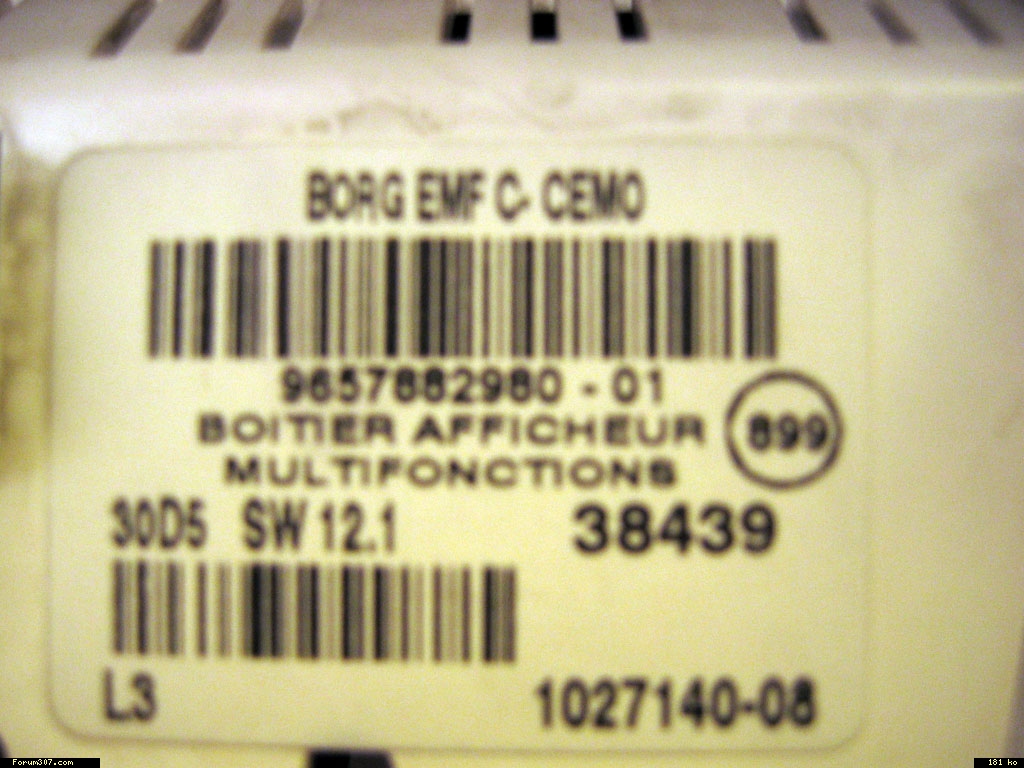 BORG EMF C- CEMO
9657882980 - 01
BOITIER AFFICHEUR
MULTIFONCTIONS
899
30D5 SW 12.1
38439
L3
1027140-08
Forum307.com
181 ko